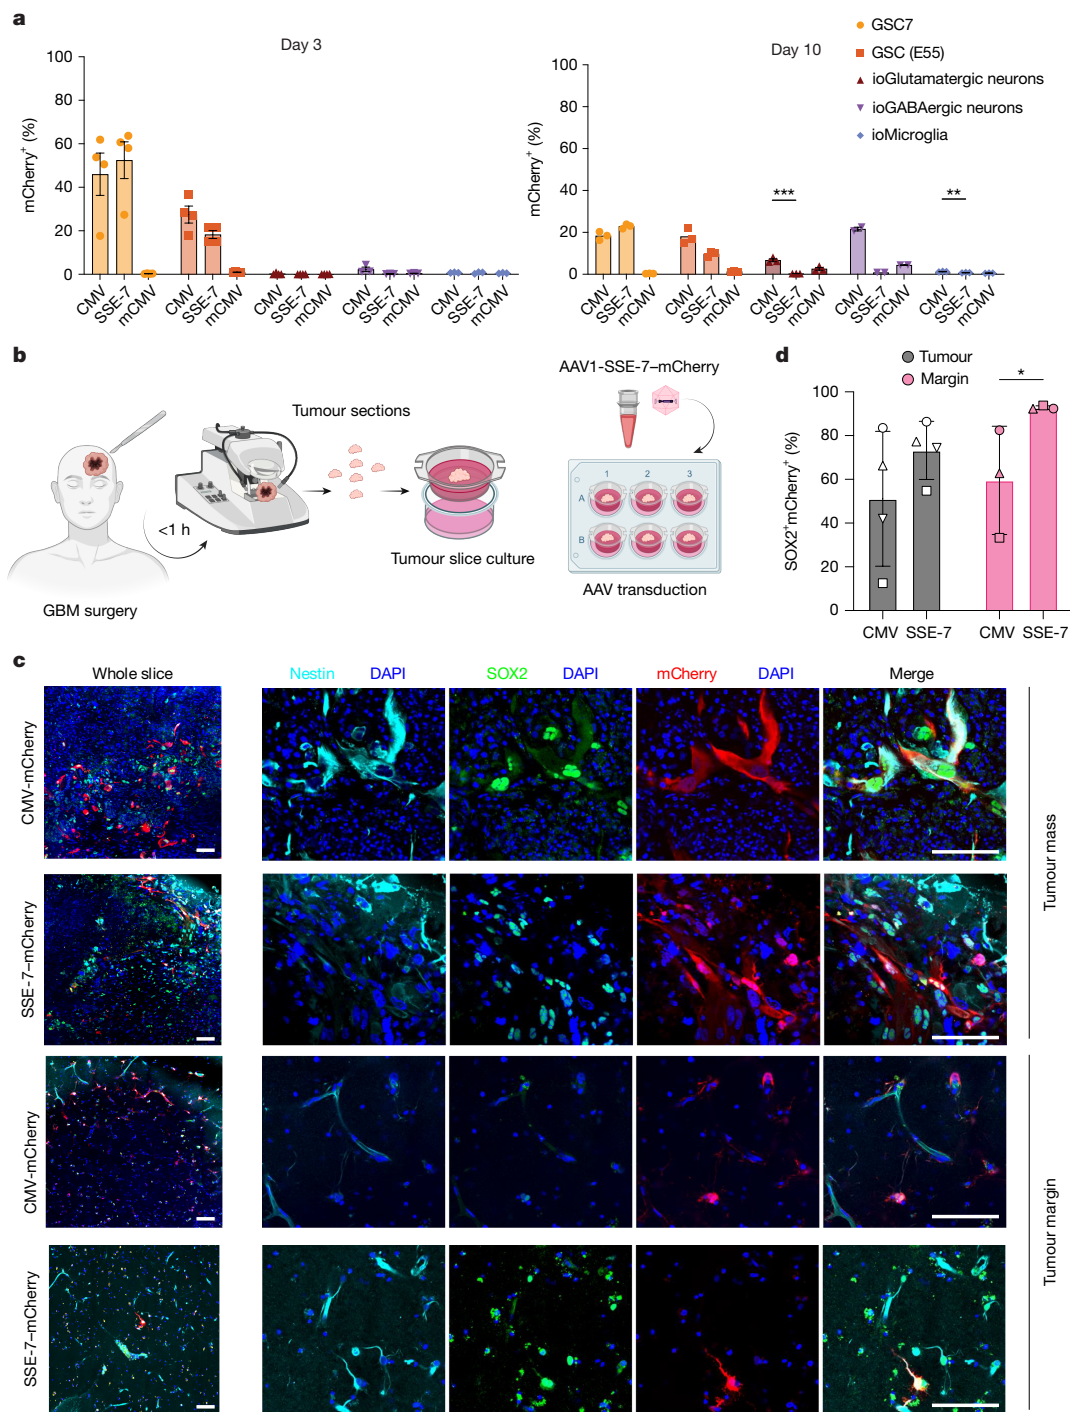 a
Day 3
Day 10
GSC7
GSC (E55)
ioGlutamatergic neurons
ioGABAergic neurons
ioMicroglia
mCherry+ (%)
100
80
60
40
20
0
CMV
SSE-7
mCMV
CMV
SSE-7
mCMV
CMV
SSE-7
mCMV
CMV
SSE-7
mCMV
CMV
SSE-7
mCMV
mCherry+ (%)
100
80
60
40
20
0
***
**
CMV
SSE-7
mCMV
CMV
SSE-7
mCMV
CMV
SSE-7
mCMV
CMV
SSE-7
mCMV
CMV
SSE-7
mCMV
b
GBM surgery
<1 h
Tumour sections
Tumour slice culture
AAV1-SSE-7–mCherry
1 2 3
A
B
AAV transduction
d
Tumour
Margin
SOX2+mCherry+ (%)
100
80
60
40
20
0
*
CMV SSE-7 CMV SSE-7
c
Whole slice
Nestin DAPI
SOX2 DAPI
mCherry DAPI
Merge
CMV-mCherry
SSE-7–mCherry
Tumour mass
CMV-mCherry
SSE-7–mCherry
Tumour margin